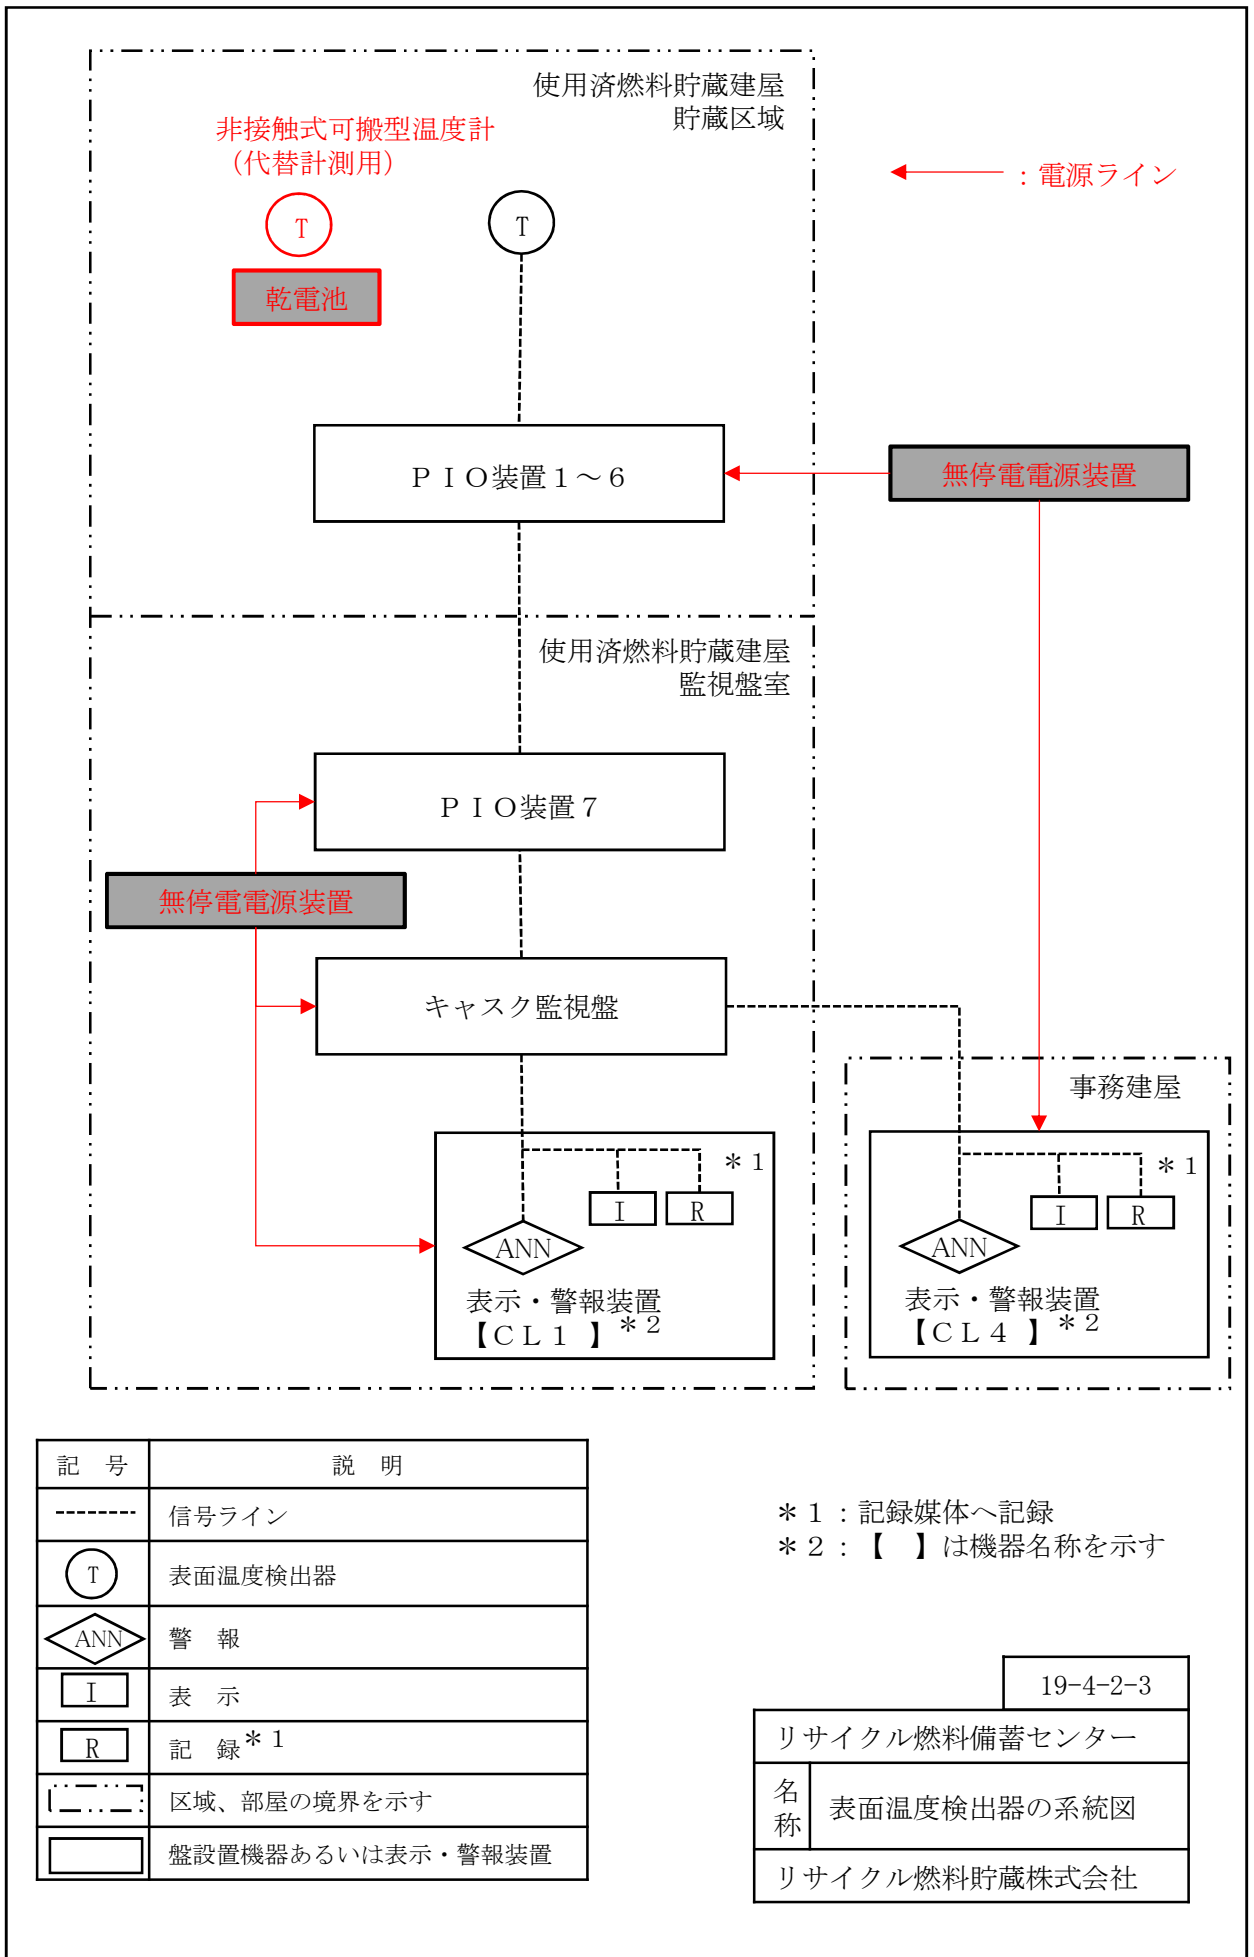 使用済燃料貯蔵建屋
貯蔵区域
非接触式可搬型温度計
(代替計測用)
：電源ライン
T
T
乾電池
ＰＩＯ装置１～６
無停電電源装置
使用済燃料貯蔵建屋
監視盤室
ＰＩＯ装置７
無停電電源装置
キャスク監視盤
事務建屋
＊１
I
R
ANN
表示・警報装置
【ＣＬ１】＊２
＊１
I
R
ANN
表示・警報装置
【ＣＬ４】＊２
記　号
説　明
信号ライン
T
表面温度検出器
ANN
警　報
I
表　示
R
記　録＊１
区域、部屋の境界を示す
盤設置機器あるいは表示・警報装置
＊１：記録媒体へ記録
＊２：【　】は機器名称を示す
19-4-2-3
リサイクル燃料備蓄センター
名称
表面温度検出器の系統図
リサイクル燃料貯蔵株式会社